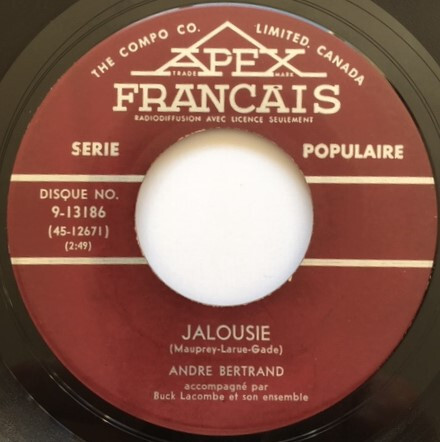 THE COMPO CO. LIMITED, CANADA
APEX
TRADE MARK
FRANCAIS
RADIODIFFUSION AVEC LICENCE SEULEMENT
SERIE POPULAIRE
DISQUE NO.
9-13186
(45-12671)
(2:49)
JALOUSIE
(Mauprey-Larue-Gade)
ANDRE BERTRAND
accompagné par
Buck Lacombe et son ensemble